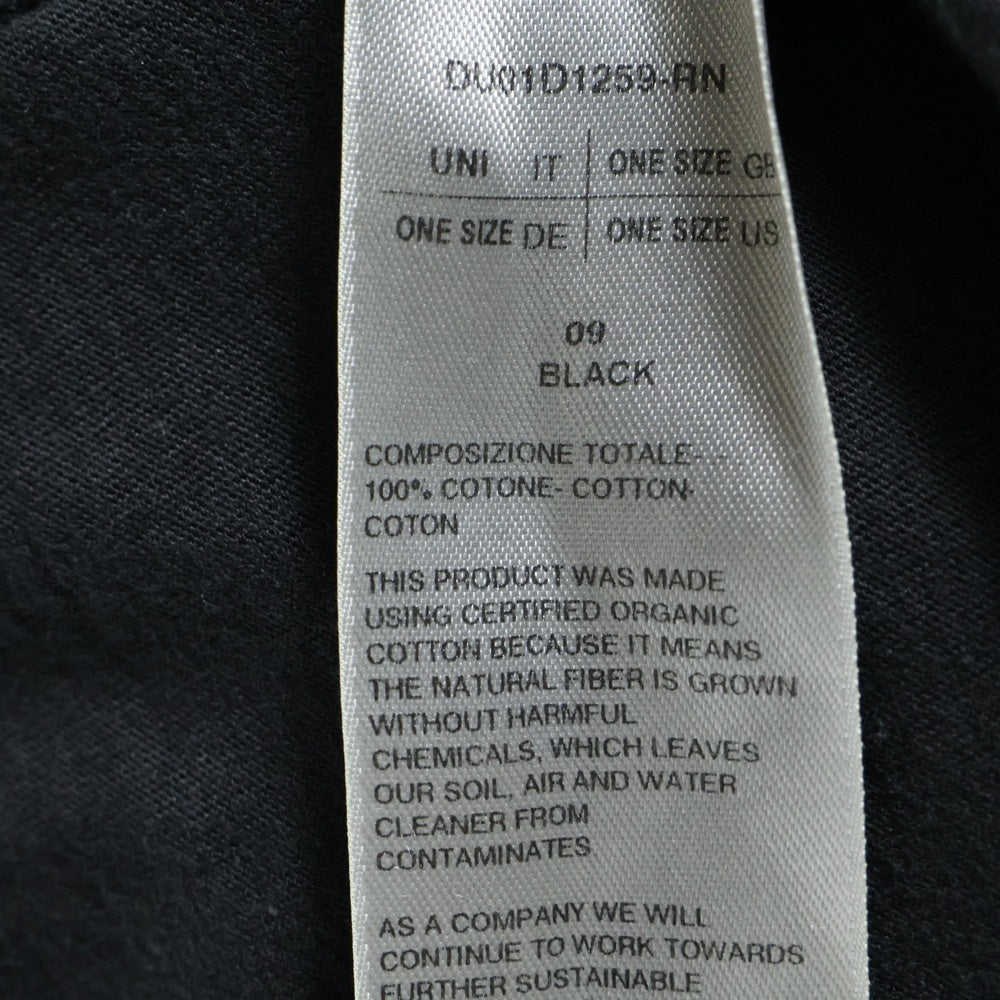 DU01D1259-RN
UNI IT ONE SIZE GB
ONE SIZE DE ONE SIZE US
09
BLACK
COMPOSIZIONE TOTALE-
100% COTONE- COTTON-
COTON
THIS PRODUCT WAS MADE
USING CERTIFIED ORGANIC
COTTON BECAUSE IT MEANS
THE NATURAL FIBER IS GROWN
WITHOUT HARMFUL
CHEMICALS, WHICH LEAVES
OUR SOIL, AIR AND WATER
CLEANER FROM
CONTAMINATES
AS A COMPANY WE WILL
CONTINUE TO WORK TOWARDS
FURTHER SUSTAINABLE